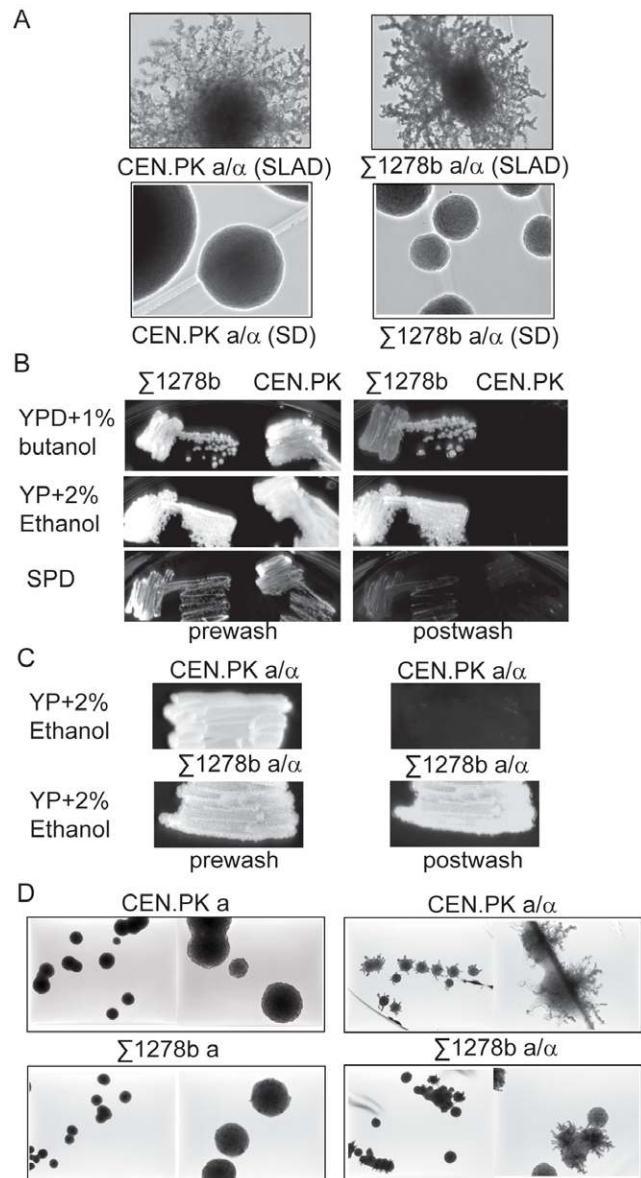 A
CEN.PK a/α (SLAD) ∑1278b a/α (SLAD)
CEN.PK a/α (SD) ∑1278b a/α (SD)
B
∑1278b CEN.PK ∑1278b CEN.PK
YPD+1%
butanol
YP+2%
Ethanol
SPD
prewash postwash
C
CEN.PK a/α CEN.PK a/α
YP+2%
Ethanol
∑1278b a/α ∑1278b a/α
YP+2%
Ethanol
prewash postwash
D
CEN.PK a CEN.PK a/α
∑1278b a ∑1278b a/α